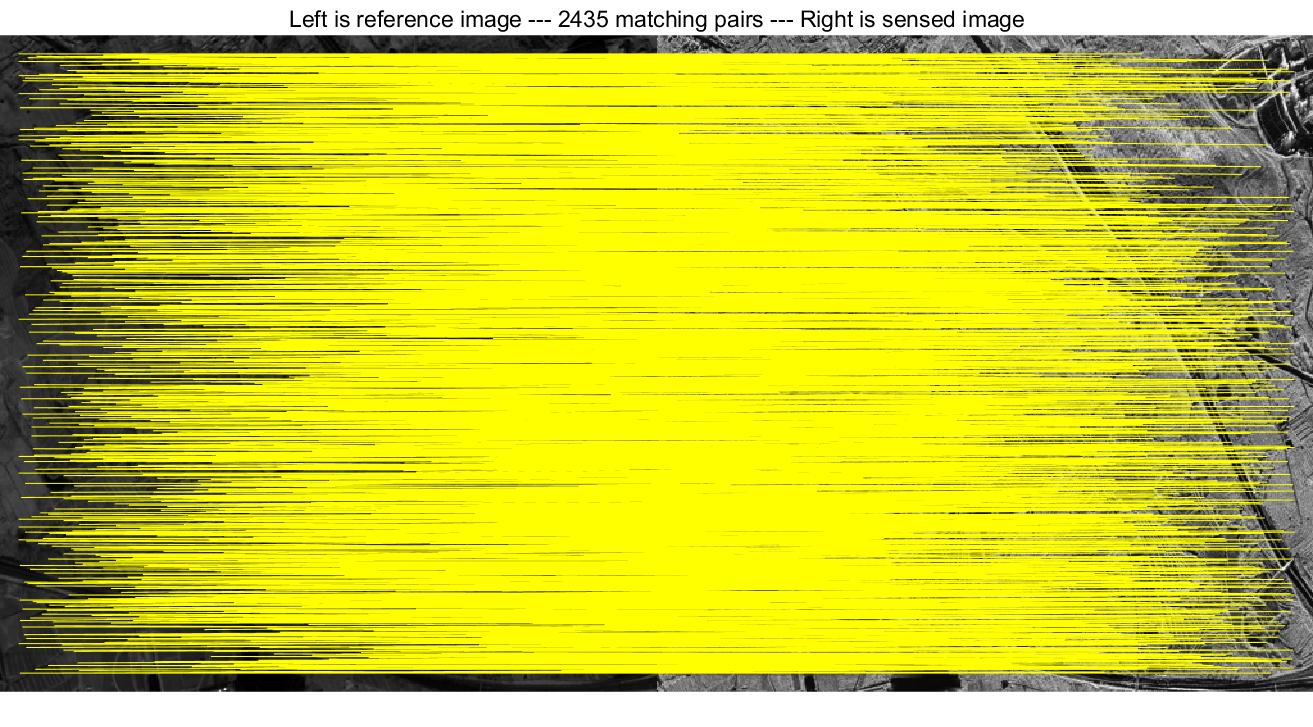 Left is reference image --- 2435 matching pairs --- Right is sensed image